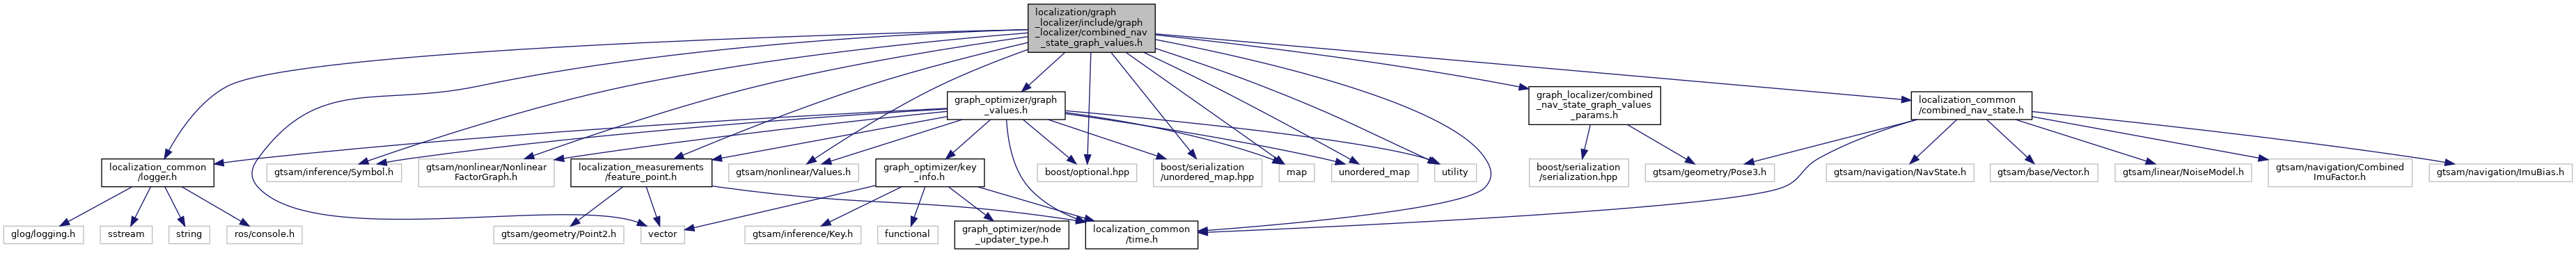 localization/graph
_localizer/include/graph
_localizer/combined_nav
_state_graph_values.h
graph_optimizer/graph
_values.h
graph_localizer/combined
_nav_state_graph_values
_params.h
localization_common
/combined_nav_state.h
localization_common
/logger.h
gtsam/inference/Symbol.h
gtsam/nonlinear/Nonlinear
FactorGraph.h
localization_measurements
/feature_point.h
gtsam/nonlinear/Values.h
graph_optimizer/key
_info.h
boost/optional.hpp
boost/serialization
/unordered_map.hpp
map
unordered_map
utility
boost/serialization
/serialization.hpp
gtsam/geometry/Pose3.h
gtsam/navigation/NavState.h
gtsam/base/Vector.h
gtsam/linear/NoiseModel.h
gtsam/navigation/Combined
ImuFactor.h
gtsam/navigation/ImuBias.h
glog/logging.h
sstream
string
ros/console.h
gtsam/geometry/Point2.h
vector
gtsam/inference/Key.h
functional
graph_optimizer/node
_updater_type.h
localization_common
/time.h